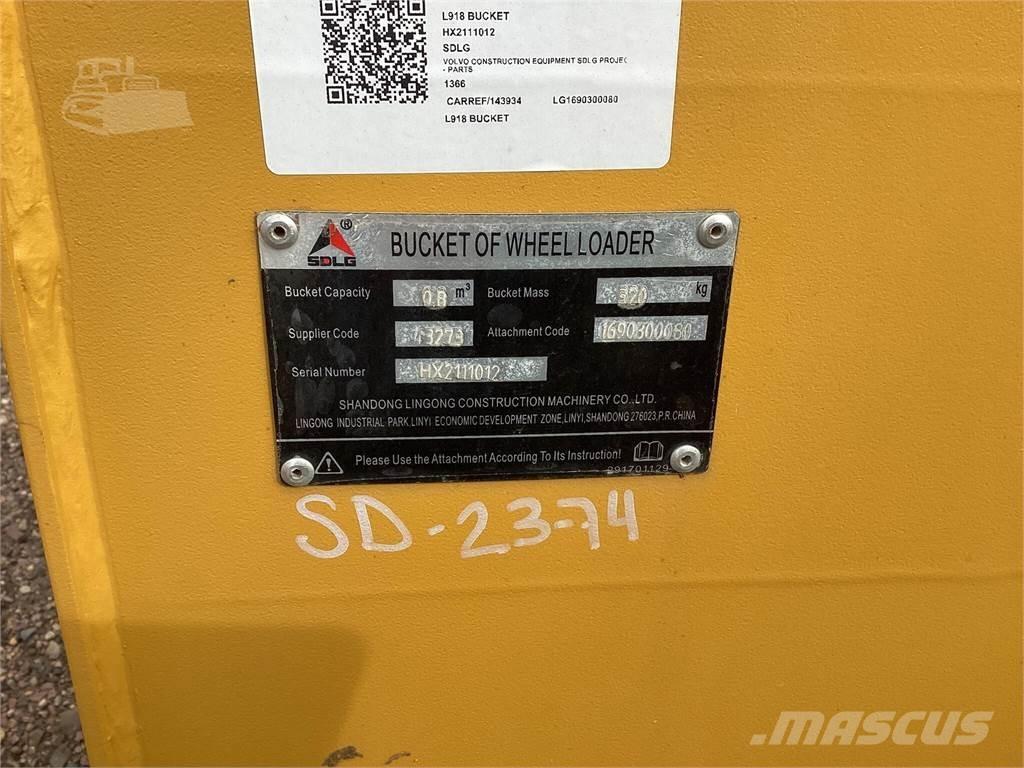 L918 BUCKET
HX2111012
SDLG
VOLVO CONSTRUCTION EQUIPMENT SDLG PROJEC
- PARTS
1366
CARREF/143934 LG1690300080
L918 BUCKET
SDLG ® BUCKET OF WHEEL LOADER
Bucket Capacity 0.8 m³ Bucket Mass 320 kg
Supplier Code 43273 Attachment Code 1690300080
Serial Number HX2111012
SHANDONG LINGONG CONSTRUCTION MACHINERY CO.,LTD.
LINGONG INDUSTRIAL PARK,LINYI ECONOMIC DEVELOPMENT ZONE,LINYI,SHANDONG 276023,P.R.CHINA
Please Use the Attachment According To Its Instruction!
SD-23-74
MASCUS